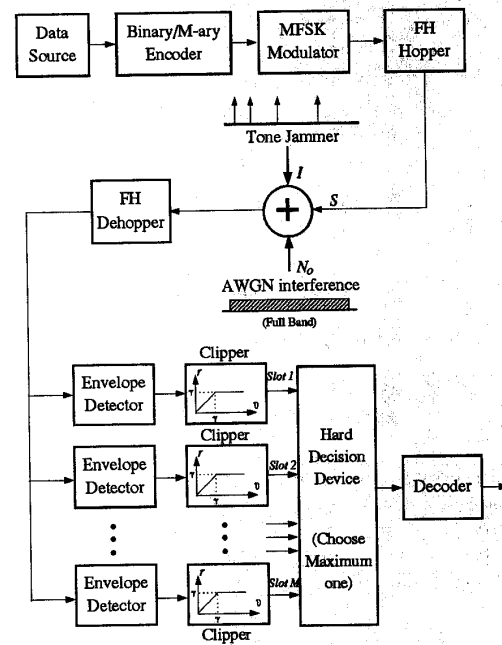 Data
Source
Binary/M-ary
Encoder
MFSK
Modulator
FH
Hopper
Tone Jammer
I
S
FH
Dehopper
+
N₀
AWGN interference
(Full Band)
Envelope
Detector
Clipper
r
γ
γ
υ
Slot 1
Envelope
Detector
Clipper
r
γ
γ
υ
Slot 2
Envelope
Detector
r
γ
γ
υ
Slot M
Clipper
Hard
Decision
Device
(Choose
Maximum
one)
Decoder